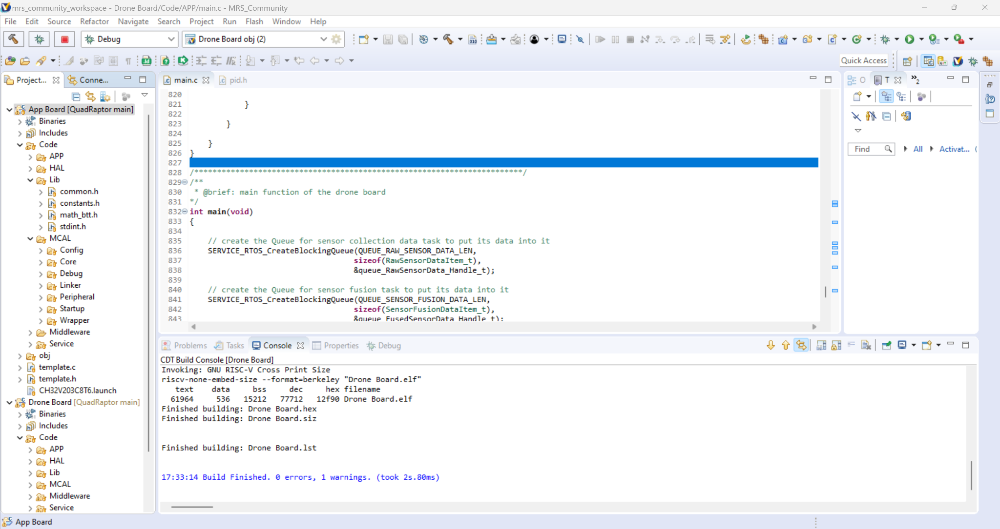 mrs_community_workspace - Drone Board/Code/APP/main.c - MRS_Community
File Edit Source Refactor Navigate Search Project Run Flash Window Help
Debug Drone Board obj (2)
Quick Access
Project... Conne...
App Board [QuadRaptor main]
Binaries
Includes
Code
APP
HAL
Lib
common.h
constants.h
math_btt.h
stdint.h
MCAL
Config
Core
Debug
Linker
Peripheral
Startup
Wrapper
Middleware
Service
obj
template.c
template.h
CH32V203C8T6.launch
Drone Board [QuadRaptor main]
Binaries
Includes
Code
APP
HAL
Lib
MCAL
Middleware
Service
main.c pid.h
820
821 }
822
823 }
824
825 }
826 }
827
828 /************************************************************************/
829 /**
830 * @brief: main function of the drone board
831 */
832 int main(void)
833 {
834
835 // create the Queue for sensor collection data task to put its data into it
836 SERVICE_RTOS_CreateBlockingQueue(QUEUE_RAW_SENSOR_DATA_LEN,
837 sizeof(RawSensorDataItem_t),
838 &queue_RawSensorData_Handle_t);
839
840 // create the Queue for sensor fusion task to put its data into it
841 SERVICE_RTOS_CreateBlockingQueue(QUEUE_SENSOR_FUSION_DATA_LEN,
842 sizeof(SensorFusionDataItem_t),
843 &queue_FusedSensorData_Handle_t);
O T »2
Find All Activat...
Problems Tasks Console Properties Debug
CDT Build Console [Drone Board]
Invoking: GNU RISC-V Cross Print Size
riscv-none-embed-size --format=berkeley "Drone Board.elf"
text data bss dec hex filename
61964 536 15212 77712 12f90 Drone Board.elf
Finished building: Drone Board.hex
Finished building: Drone Board.siz
Finished building: Drone Board.lst
17:33:14 Build Finished. 0 errors, 1 warnings. (took 2s.80ms)
App Board